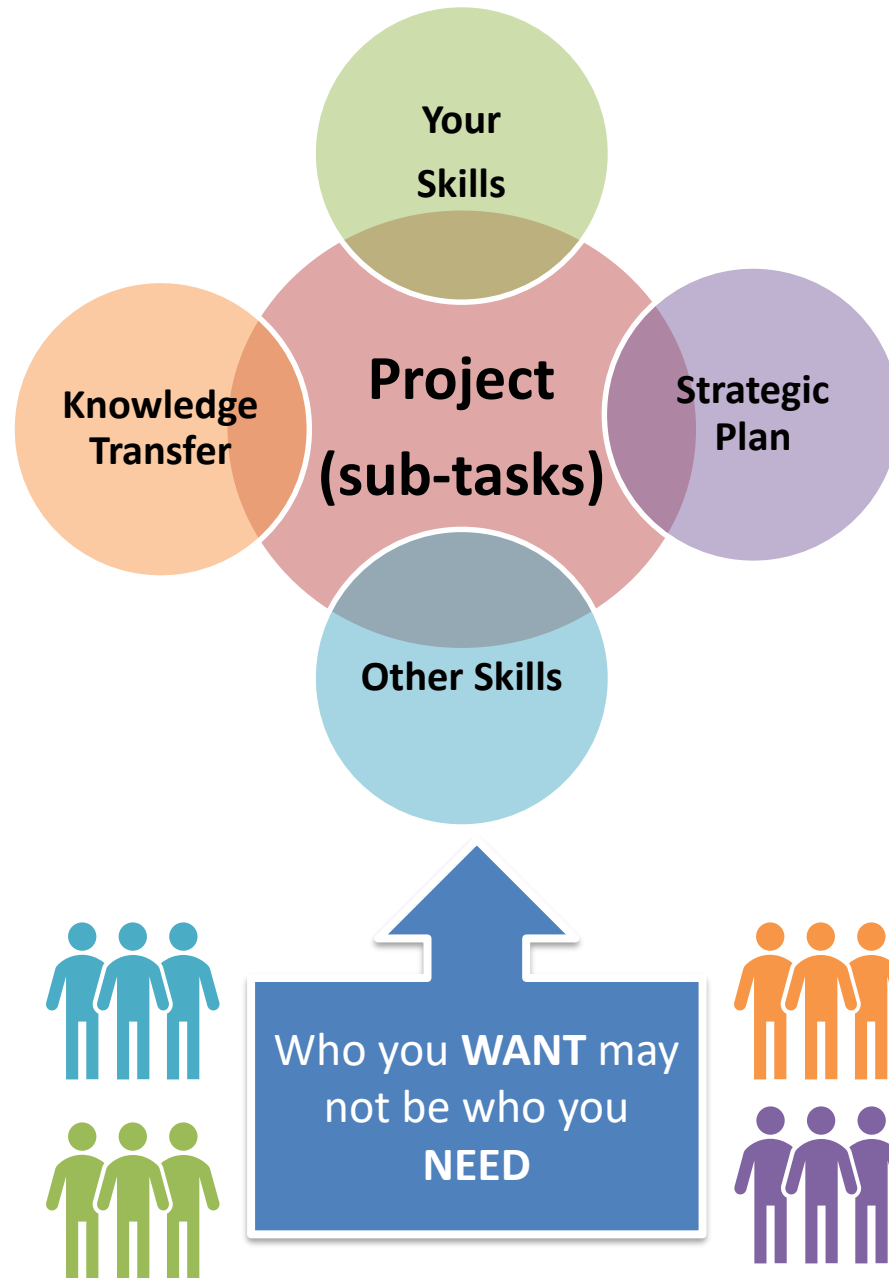 Your
Skills
Knowledge
Transfer
Project
(sub-tasks)
Strategic
Plan
Other Skills
Who you WANT may
not be who you
NEED